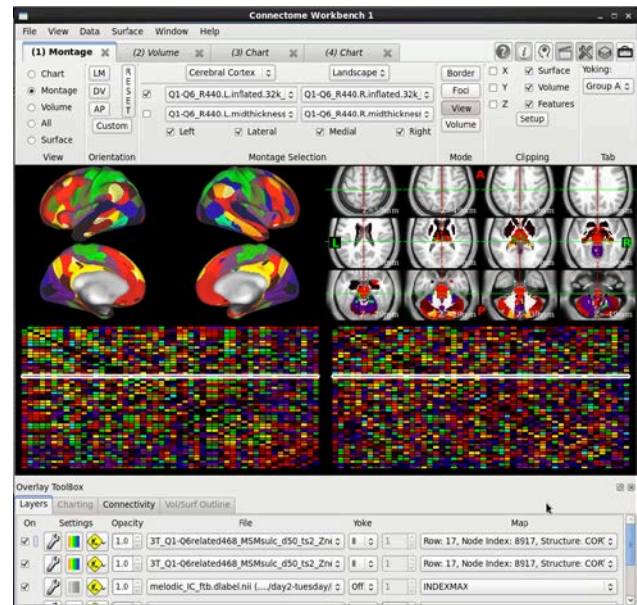 Connectome Workbench 1
File View Data Surface Window Help
(1) Montage (2) Volume (3) Chart (4) Chart
Chart LM RESET Cerebral Cortex Landscape Border X Surface Yoking:
Montage DV Q1-Q6_R440.L.inflated.32k_ Q1-Q6_R440.R.inflated.32k_ Foci Y Volume Group A
Volume AP Q1-Q6_R440.L.midthickness Q1-Q6_R440.R.midthickness View Z Features
All Custom Left Lateral Medial Right Volume Setup
Surface
View Orientation Montage Selection Mode Clipping Tab
A
L R
P
Overlay ToolBox
Layers Charting Connectivity Vol/Surf Outline
On Settings Opacity File Yoke Map
1.0 3T_Q1-Q6related468_MSMsulc_d50_ts2_Zne II 1 Row: 17, Node Index: 8917, Structure: COR
1.0 3T_Q1-Q6related468_MSMsulc_d50_ts2_Zne II 1 Row: 17, Node Index: 8917, Structure: COR
1.0 melodic_IC_ftb.dlabel.nii (..../day2-tuesday/ Off 1 INDEXMAX